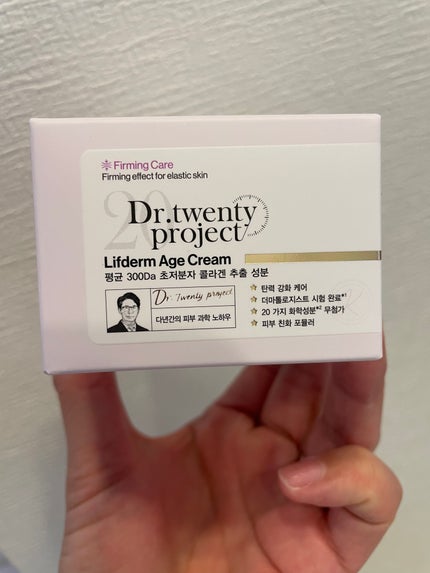 Firming Care
Firming effect for elastic skin
20
Dr.twenty
project
Lifderm Age Cream
평균 300Da 초저분자 콜라겐 추출 성분
Dr. Twenty project
다년간의 피부 과학 노하우
탄력 강화 케어
더마톨로지스트 시험 완료*¹
20 가지 화학성분*² 무첨가
피부 친화 포뮬러